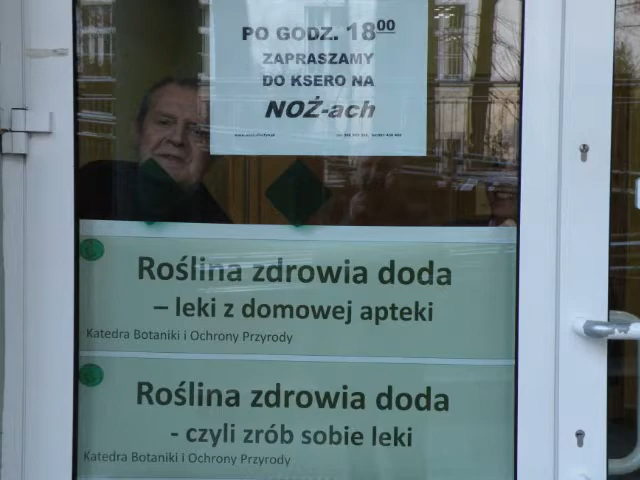 PO GODZ. 18⁰⁰
ZAPRASZAMY
DO KSERO NA
NOŻ-ach
Roślina zdrowia doda
– leki z domowej apteki
Katedra Botaniki i Ochrony Przyrody
Roślina zdrowia doda
- czyli zrób sobie leki
Katedra Botaniki i Ochrony Przyrody